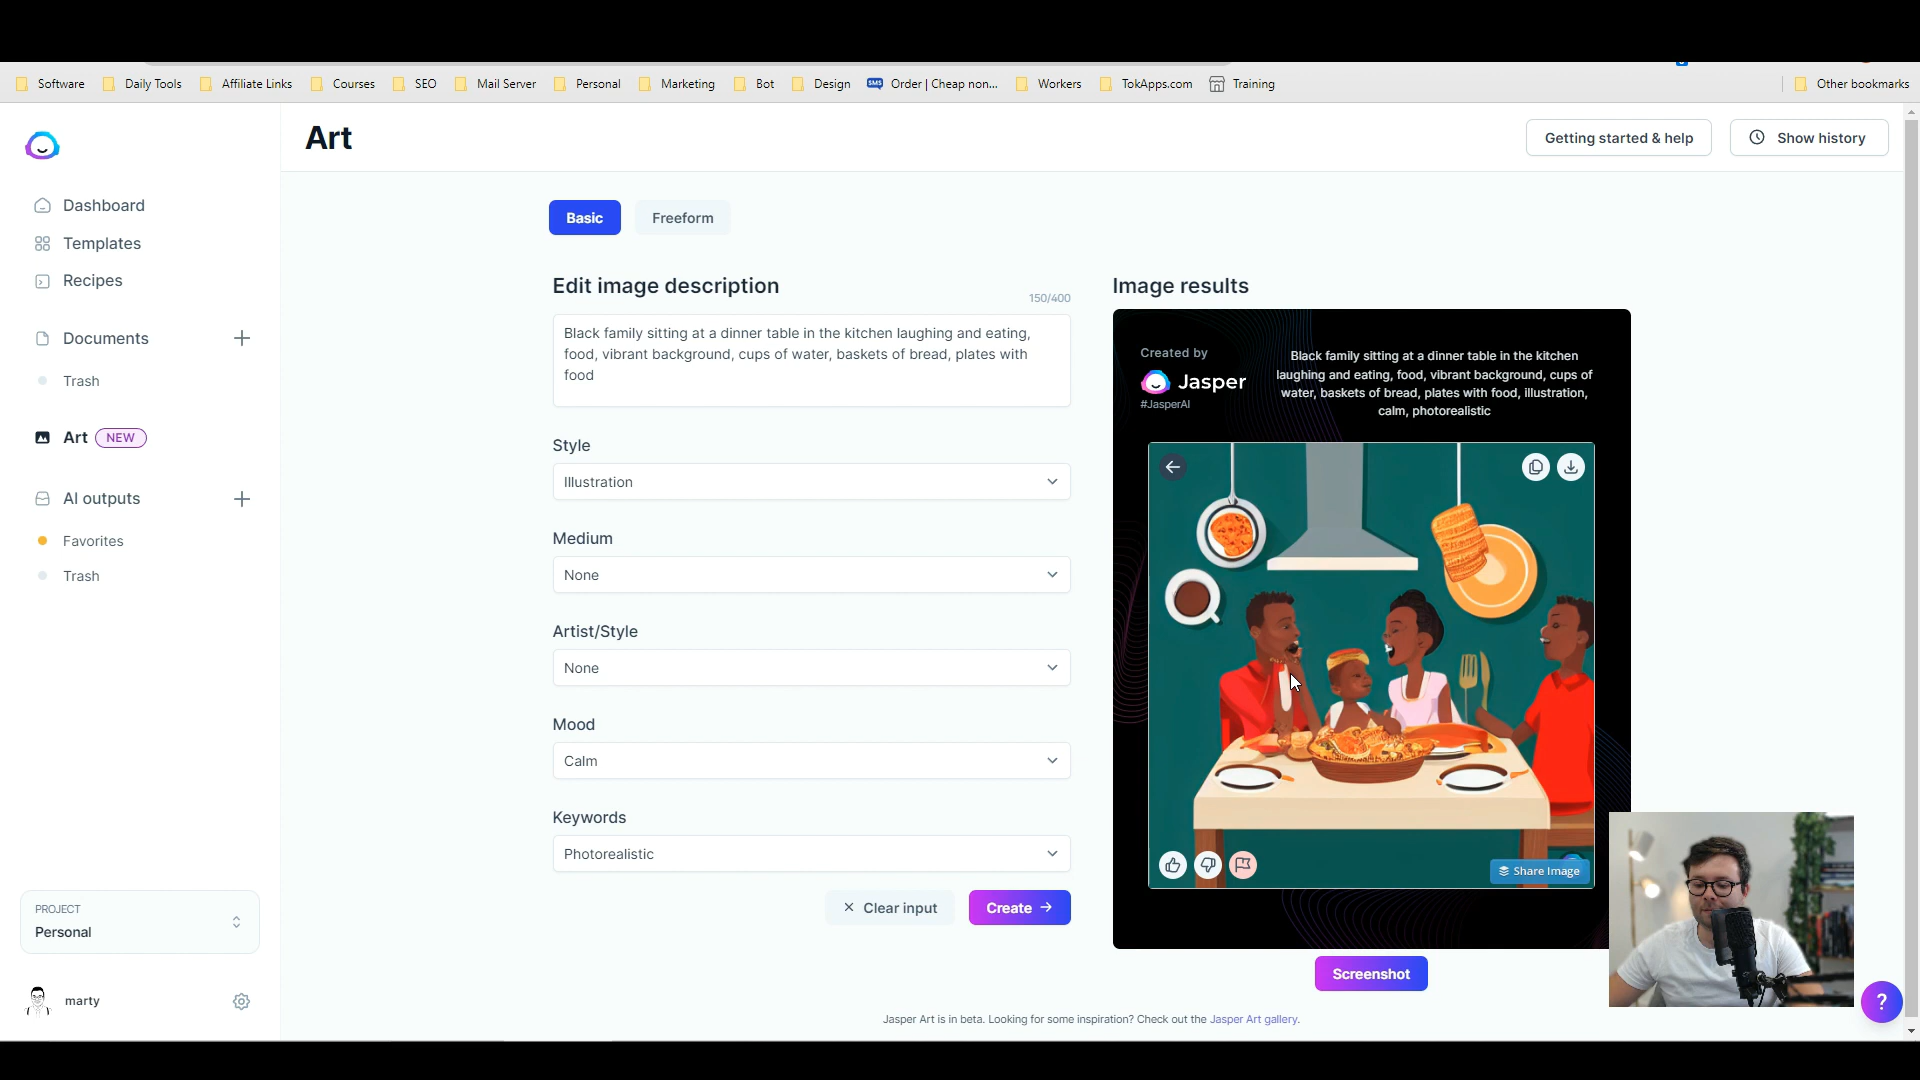 Software Daily Tools Affiliate Links Courses SEO Mail Server Personal Marketing Bot Design Order | Cheap non... Workers TokApps.com Training Other bookmarks
Art
Getting started & help
Show history
Dashboard
Templates
Recipes
Documents
Trash
Art NEW
AI outputs
Favorites
Trash
PROJECT
Personal
marty
Basic
Freeform
Edit image description
150/400
Black family sitting at a dinner table in the kitchen laughing and eating,
food, vibrant background, cups of water, baskets of bread, plates with
food
Style
Illustration
Medium
None
Artist/Style
None
Mood
Calm
Keywords
Photorealistic
Clear input
Create
Image results
Created by
Jasper
#JasperAI
Black family sitting at a dinner table in the kitchen
laughing and eating, food, vibrant background, cups of
water, baskets of bread, plates with food, illustration,
calm, photorealistic
Share Image
Screenshot
Jasper Art is in beta. Looking for some inspiration? Check out the Jasper Art gallery.
?